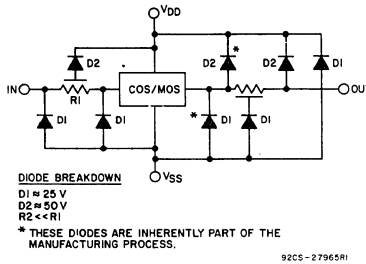 VDD
D2
* D2 D2 D1
IN R1 COS/MOS OU
D1 D1 * D1 D1
VSS
DIODE BREAKDOWN
D1 ≈ 25 V
D2 ≈ 50 V
R2 << R1
* THESE DIODES ARE INHERENTLY PART OF THE
MANUFACTURING PROCESS.
92CS-27965R1